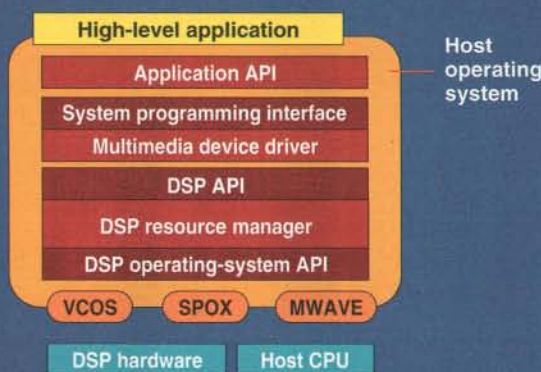 High-level application
Application API
System programming interface
Multimedia device driver
DSP API
DSP resource manager
DSP operating-system API
VCOS SPOX MWAVE
DSP hardware Host CPU
Host
operating
system